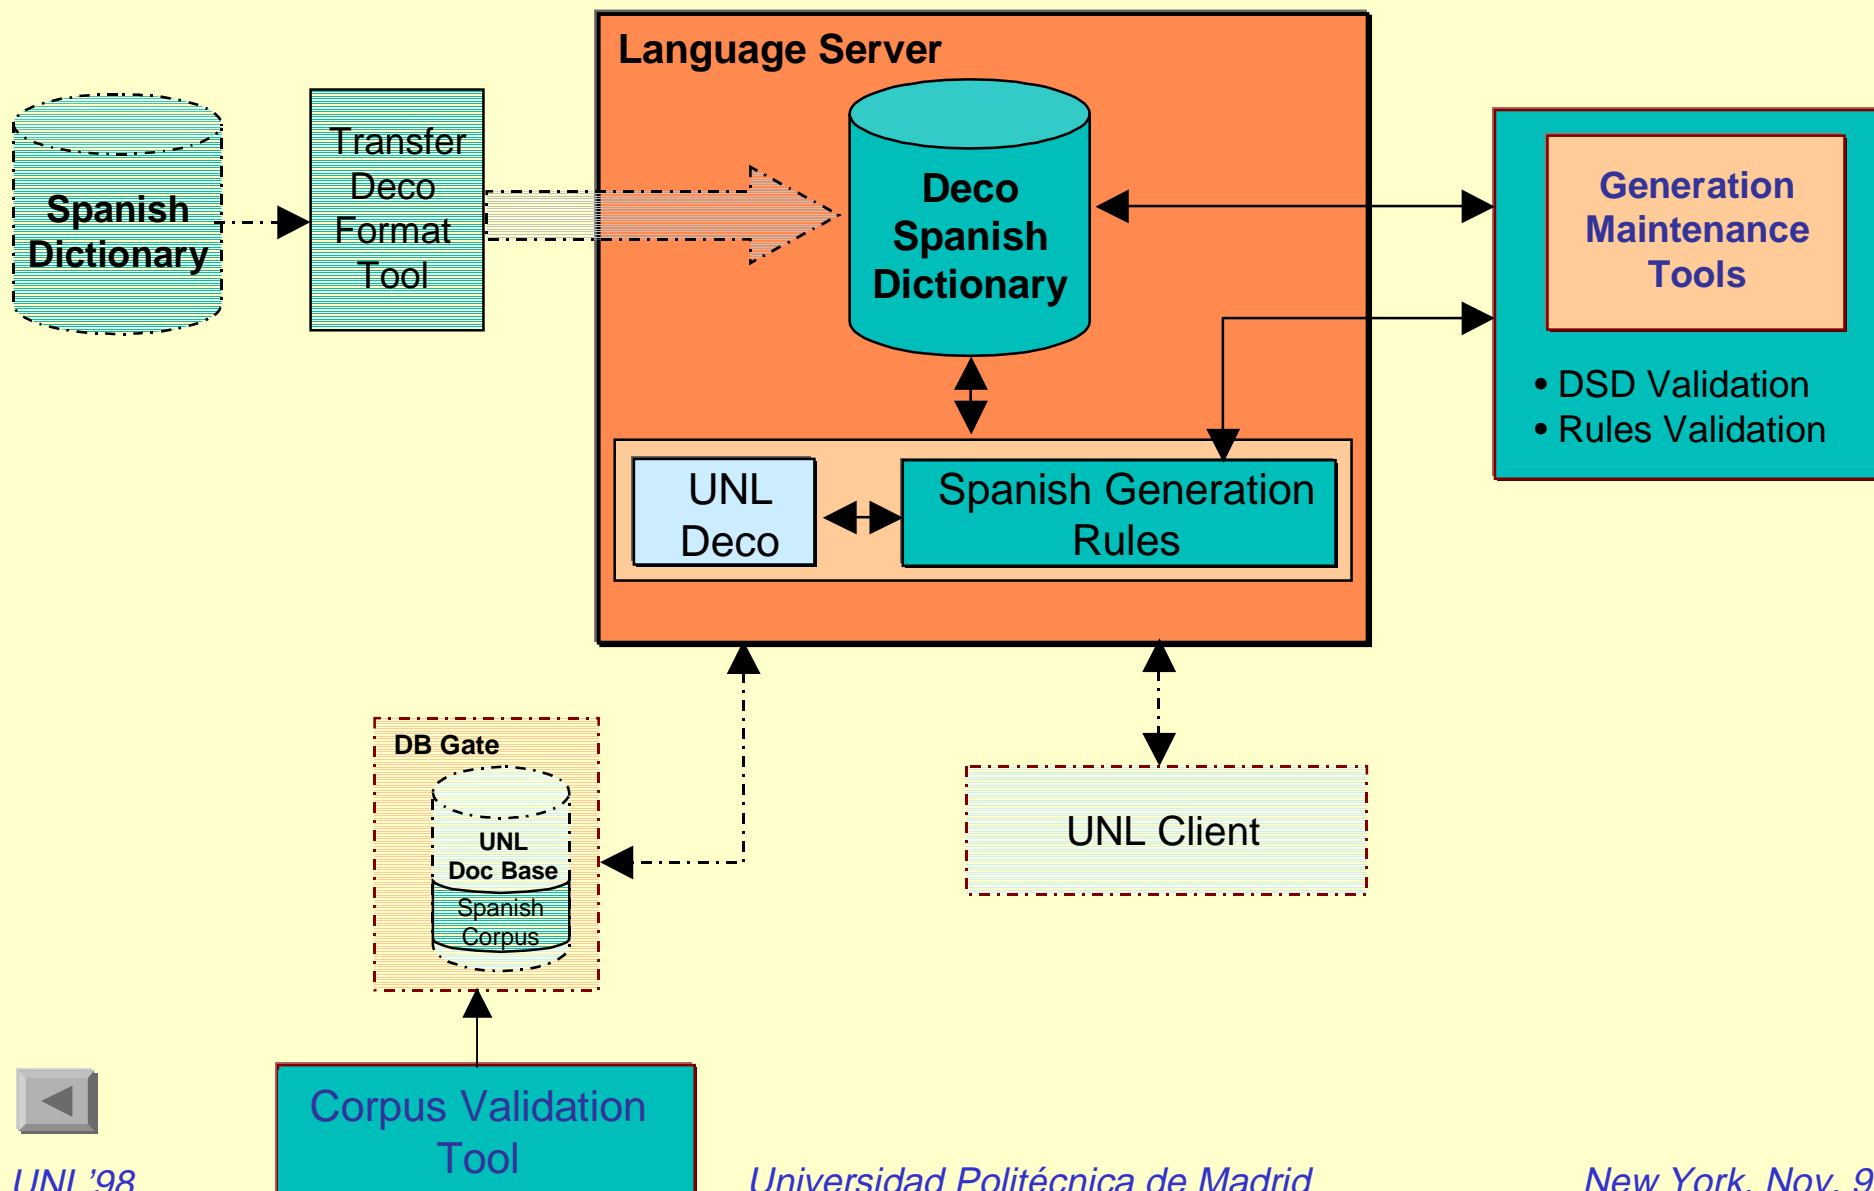 Language Server
Spanish
Dictionary
Transfer
Deco
Format
Tool
Deco
Spanish
Dictionary
Generation
Maintenance
Tools
• DSD Validation
• Rules Validation
UNL
Deco
Spanish Generation
Rules
DB Gate
UNL
Doc Base
Spanish
Corpus
UNL Client
Corpus Validation
Tool
UNL'98
Universidad Politécnica de Madrid
New York, Nov. 9